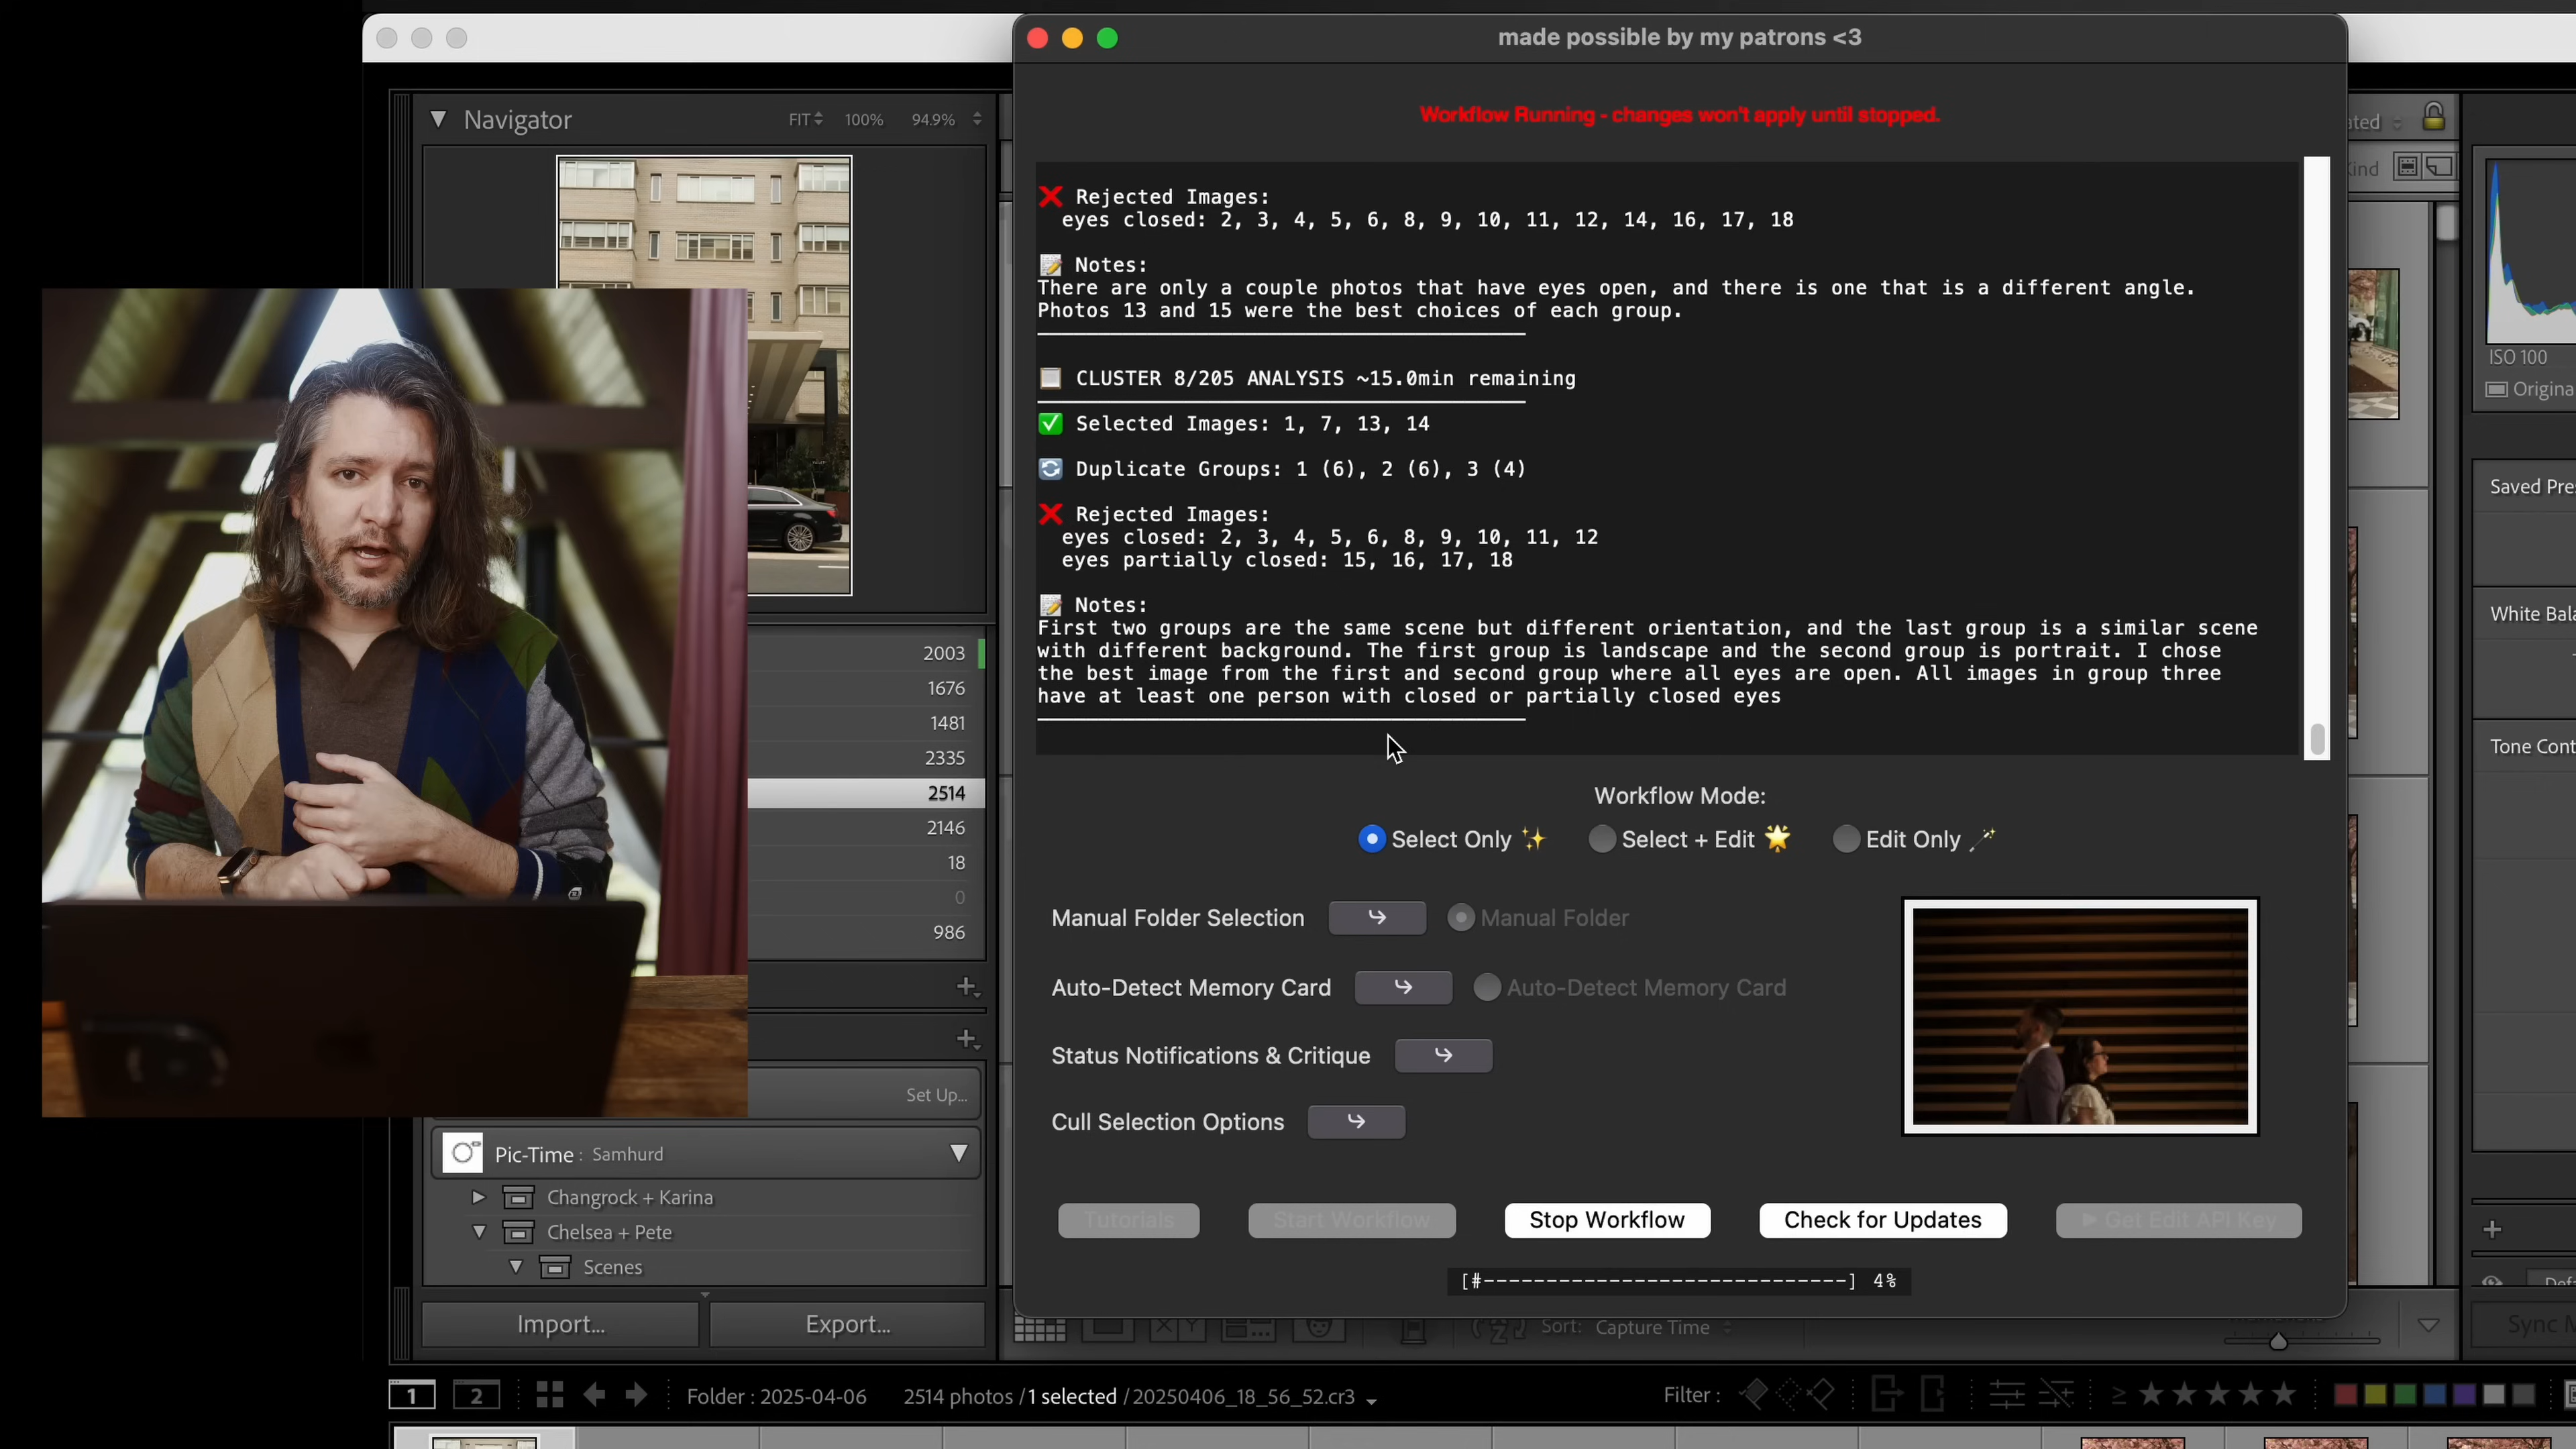 made possible by my patrons <3
Workflow Running - changes won't apply until stopped.
Navigator
FIT
100%
94.9%
❌ Rejected Images:
eyes closed: 2, 3, 4, 5, 6, 8, 9, 10, 11, 12, 14, 16, 17, 18
📝 Notes:
There are only a couple photos that have eyes open, and there is one that is a different angle.
Photos 13 and 15 were the best choices of each group.
📋 CLUSTER 8/205 ANALYSIS ~15.0min remaining
✅ Selected Images: 1, 7, 13, 14
🔄 Duplicate Groups: 1 (6), 2 (6), 3 (4)
❌ Rejected Images:
eyes closed: 2, 3, 4, 5, 6, 8, 9, 10, 11, 12
eyes partially closed: 15, 16, 17, 18
📝 Notes:
First two groups are the same scene but different orientation, and the last group is a similar scene
with different background. The first group is landscape and the second group is portrait. I chose
the best image from the first and second group where all eyes are open. All images in group three
have at least one person with closed or partially closed eyes
2003
1676
1481
2335
2514
2146
18
0
986
Workflow Mode:
Select Only ✨
Select + Edit 🌟
Edit Only 🪄
Manual Folder Selection
Manual Folder
Auto-Detect Memory Card
Auto-Detect Memory Card
Status Notifications & Critique
Cull Selection Options
Tutorials
Start Workflow
Stop Workflow
Check for Updates
Get Edit API Key
[#------------------------------] 4%
Set Up...
Pic-Time : Samhurd
Changrock + Karina
Chelsea + Pete
Scenes
Import...
Export...
X Y
Sort: Capture Time
1
2
Folder : 2025-04-06
2514 photos / 1 selected / 20250406_18_56_52.cr3
Filter :
ated
Kind
ISO 100
Origina
Saved Pre
White Bala
Tone Cont
Defa
Sync M